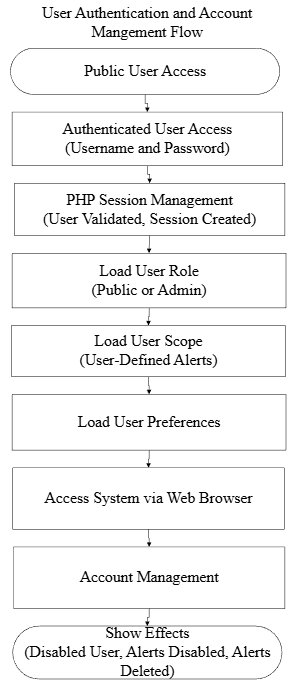 User Authentication and Account
Mangement Flow
Public User Access
Authenticated User Access
(Username and Password)
PHP Session Management
(User Validated, Session Created)
Load User Role
(Public or Admin)
Load User Scope
(User-Defined Alerts)
Load User Preferences
Access System via Web Browser
Account Management
Show Effects
(Disabled User, Alerts Disabled, Alerts
Deleted)